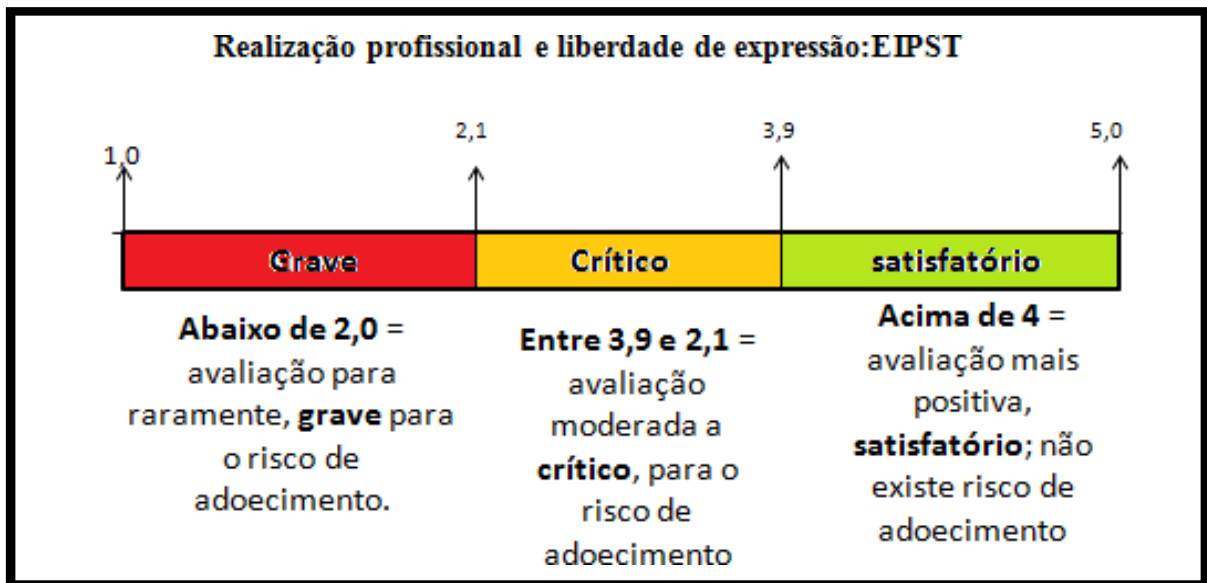 Realização profissional e liberdade de expressão:EIPST
1,0
2,1
3,9
5,0
Grave
Crítico
satisfatório
Abaixo de 2,0 =
avaliação para
raramente, grave para
o risco de
adoecimento.
Entre 3,9 e 2,1 =
avaliação
moderada a
crítico, para o
risco de
adoecimento
Acima de 4 =
avaliação mais
positiva,
satisfatório; não
existe risco de
adoecimento